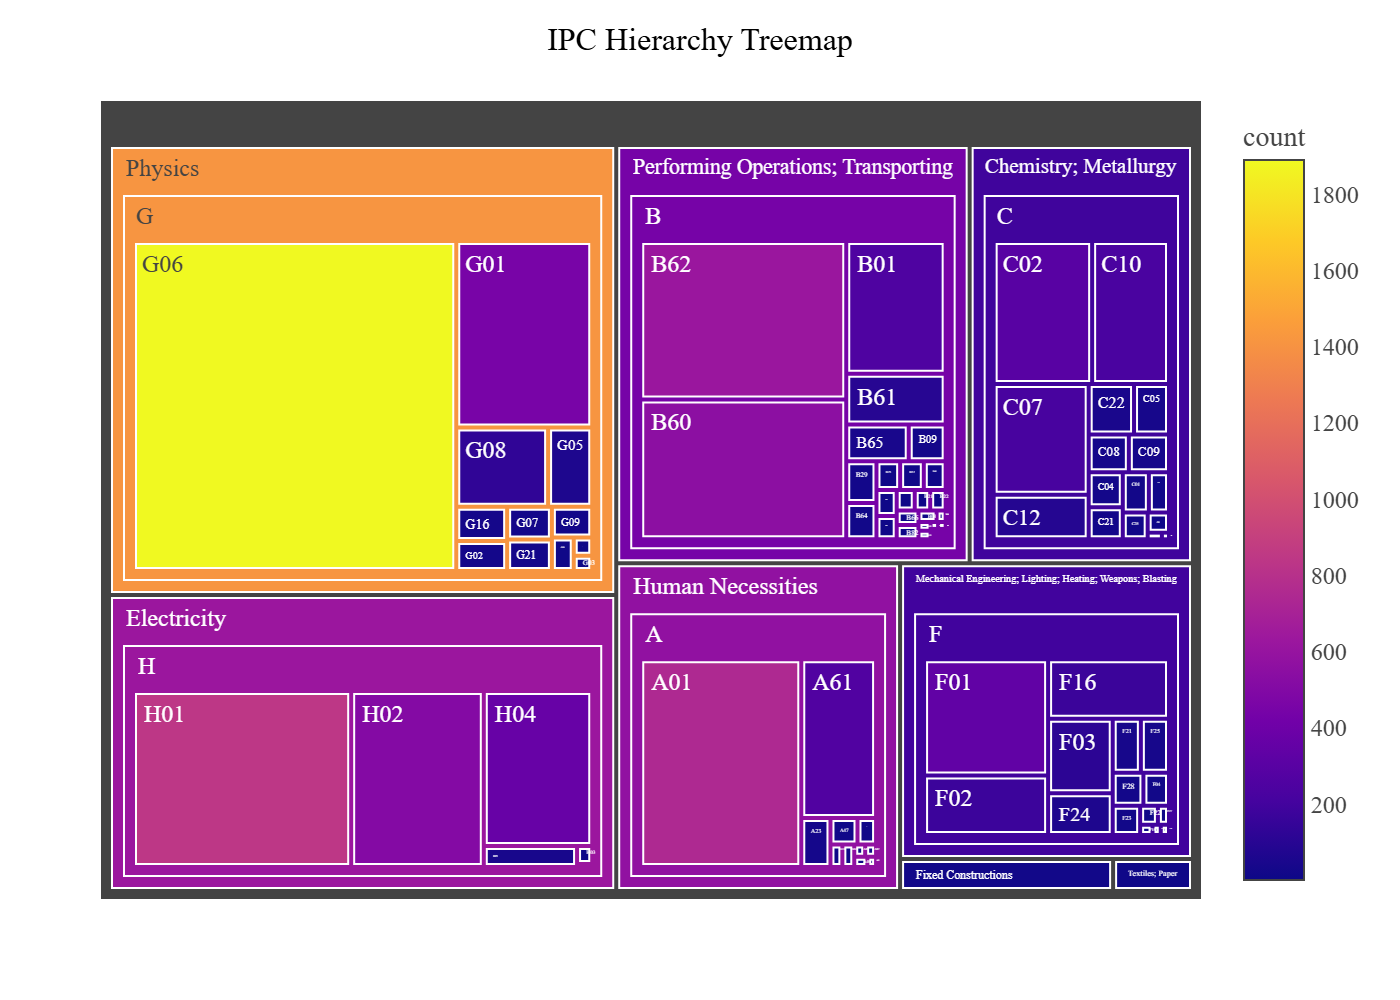 IPC Hierarchy Treemap
count
1800
1600
1400
1200
1000
800
600
400
200
Physics
G
G06
G01
G08
G05
G16
G07
G09
G02
G21
G03
Performing Operations; Transporting
B
B62
B01
B60
B61
B65
B09
B29
B64
Chemistry; Metallurgy
C
C02
C10
C07
C22
C05
C08
C09
C04
C12
C21
Electricity
H
H01
H02
H04
Human Necessities
A
A01
A61
A23
A47
Mechanical Engineering; Lighting; Heating; Weapons; Blasting
F
F01
F16
F03
F21
F25
F02
F28
F24
F23
Fixed Constructions
Textiles; Paper